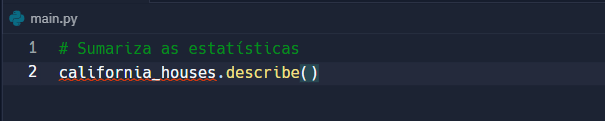 main.py
1 # Sumariza as estatísticas
2 california_houses.describe()